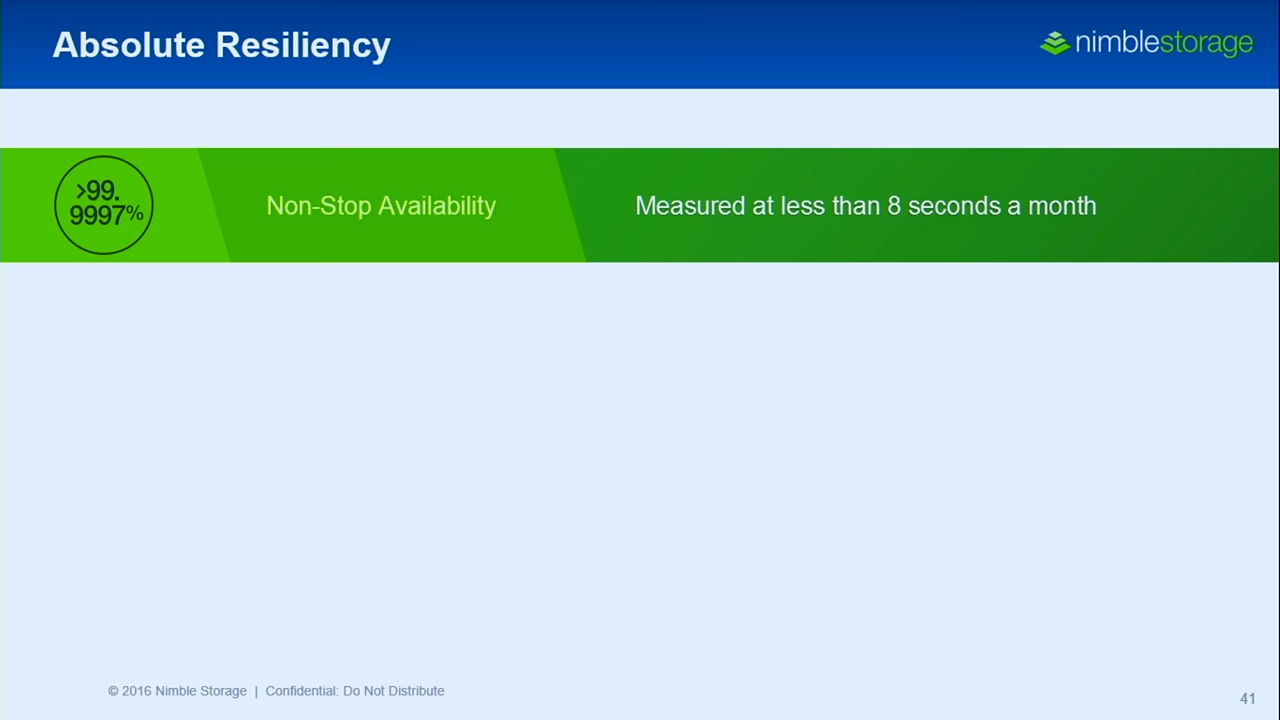 Absolute Resiliency
nimblestorage
>99.
9997%
Non-Stop Availability
Measured at less than 8 seconds a month
© 2016 Nimble Storage | Confidential: Do Not Distribute
41